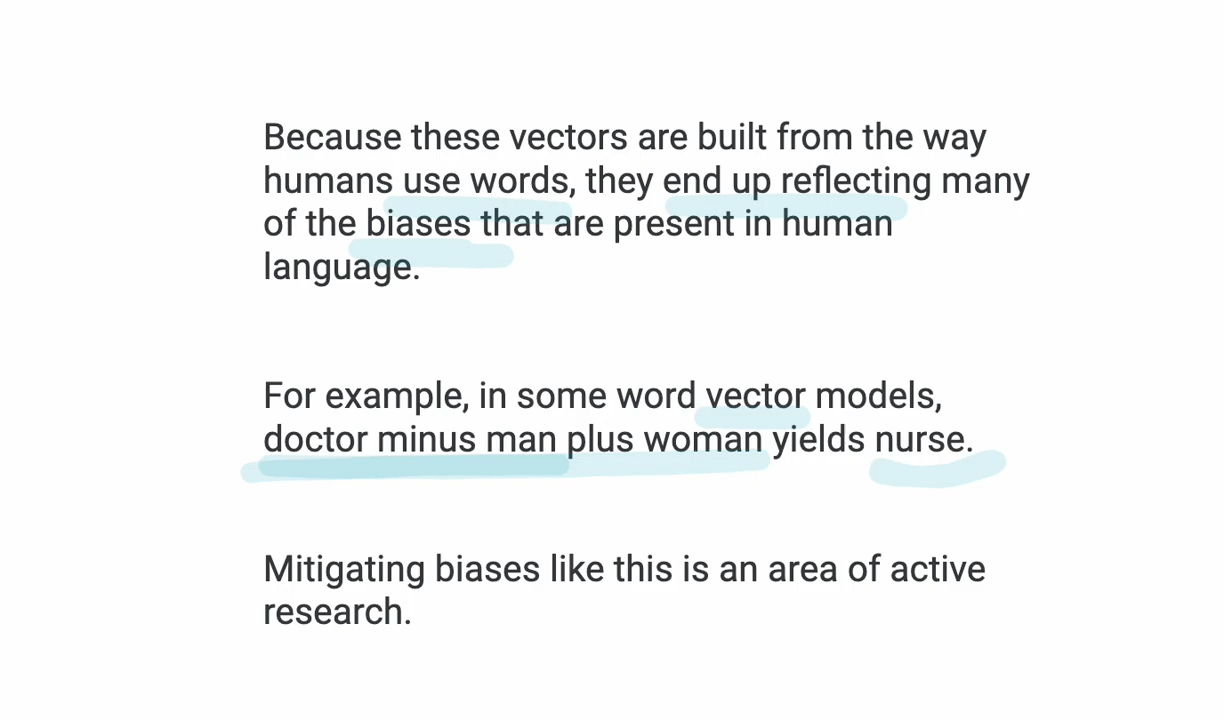 Because these vectors are built from the way
humans use words, they end up reflecting many
of the biases that are present in human
language.
For example, in some word vector models,
doctor minus man plus woman yields nurse.
Mitigating biases like this is an area of active
research.